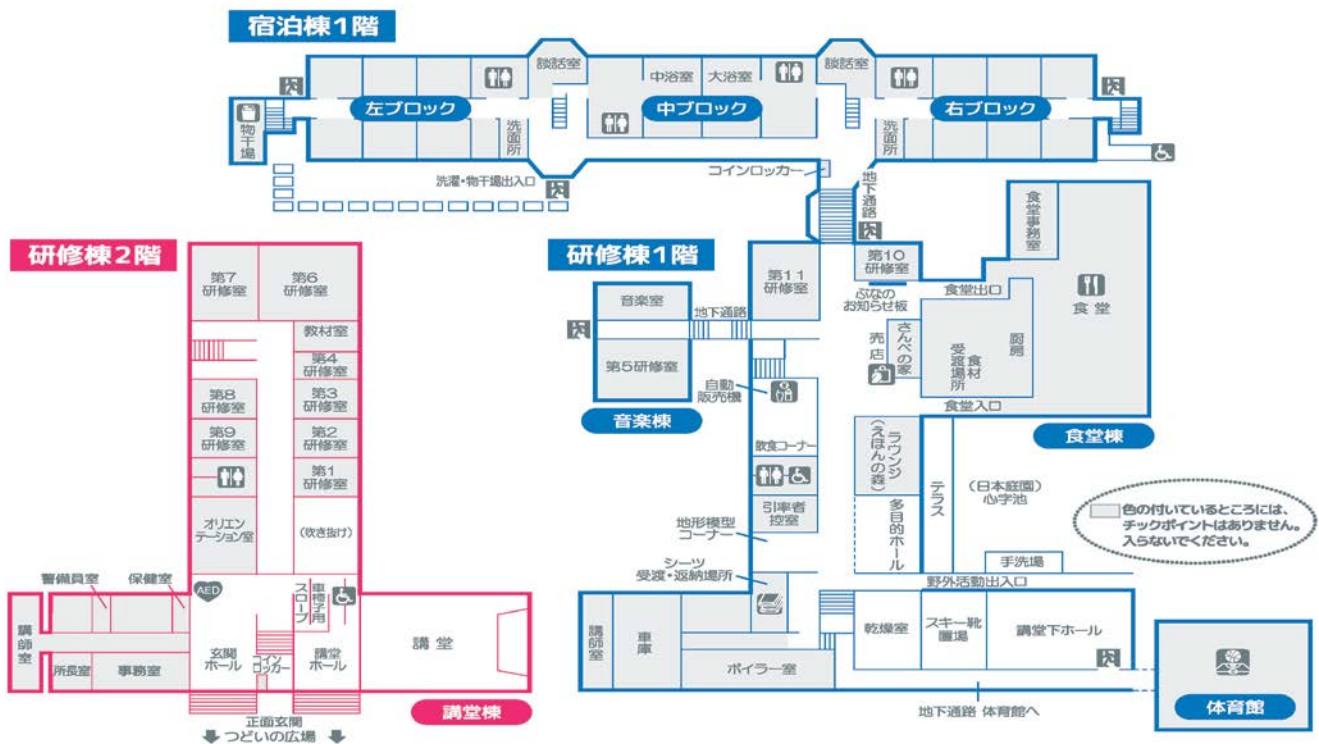 宿泊棟1階
談話室
中浴室
大浴室
談話室
左ブロック
中ブロック
右ブロック
物干場
洗面所
洗面所
洗濯・物干場出入口
コインロッカー
地下通路
研修棟2階
第7
研修室
第6
研修室
教材室
第4
研修室
第8
研修室
第3
研修室
第9
研修室
第2
研修室
第1
研修室
オリエン
テーション室
(吹き抜け)
警備員室
保健室
AED
車椅子用
スロープ
講師室
所長室
事務室
玄関
ホール
コイン
ロッカー
講堂
ホール
講堂
講堂棟
正面玄関
つどいの広場
研修棟1階
第11
研修室
第10
研修室
ぶなの
お知らせ板
食堂事務室
食堂出口
食堂
音楽室
地下通路
第5研修室
音楽棟
売店
さんべの家
食材
受渡場所
厨房
自動
販売機
食堂入口
食堂棟
飲食コーナー
ラウンジ
(えほんの森)
テラス
(日本庭園)
心字池
引率者
控室
多目的ホール
地形模型
コーナー
手洗場
シーツ
受渡・返納場所
野外活動出入口
色の付いているところには、
チックポイントはありません。
入らないでください。
講師室
車庫
ボイラー室
乾燥室
スキー靴
置場
講堂下ホール
地下通路 体育館へ
体育館